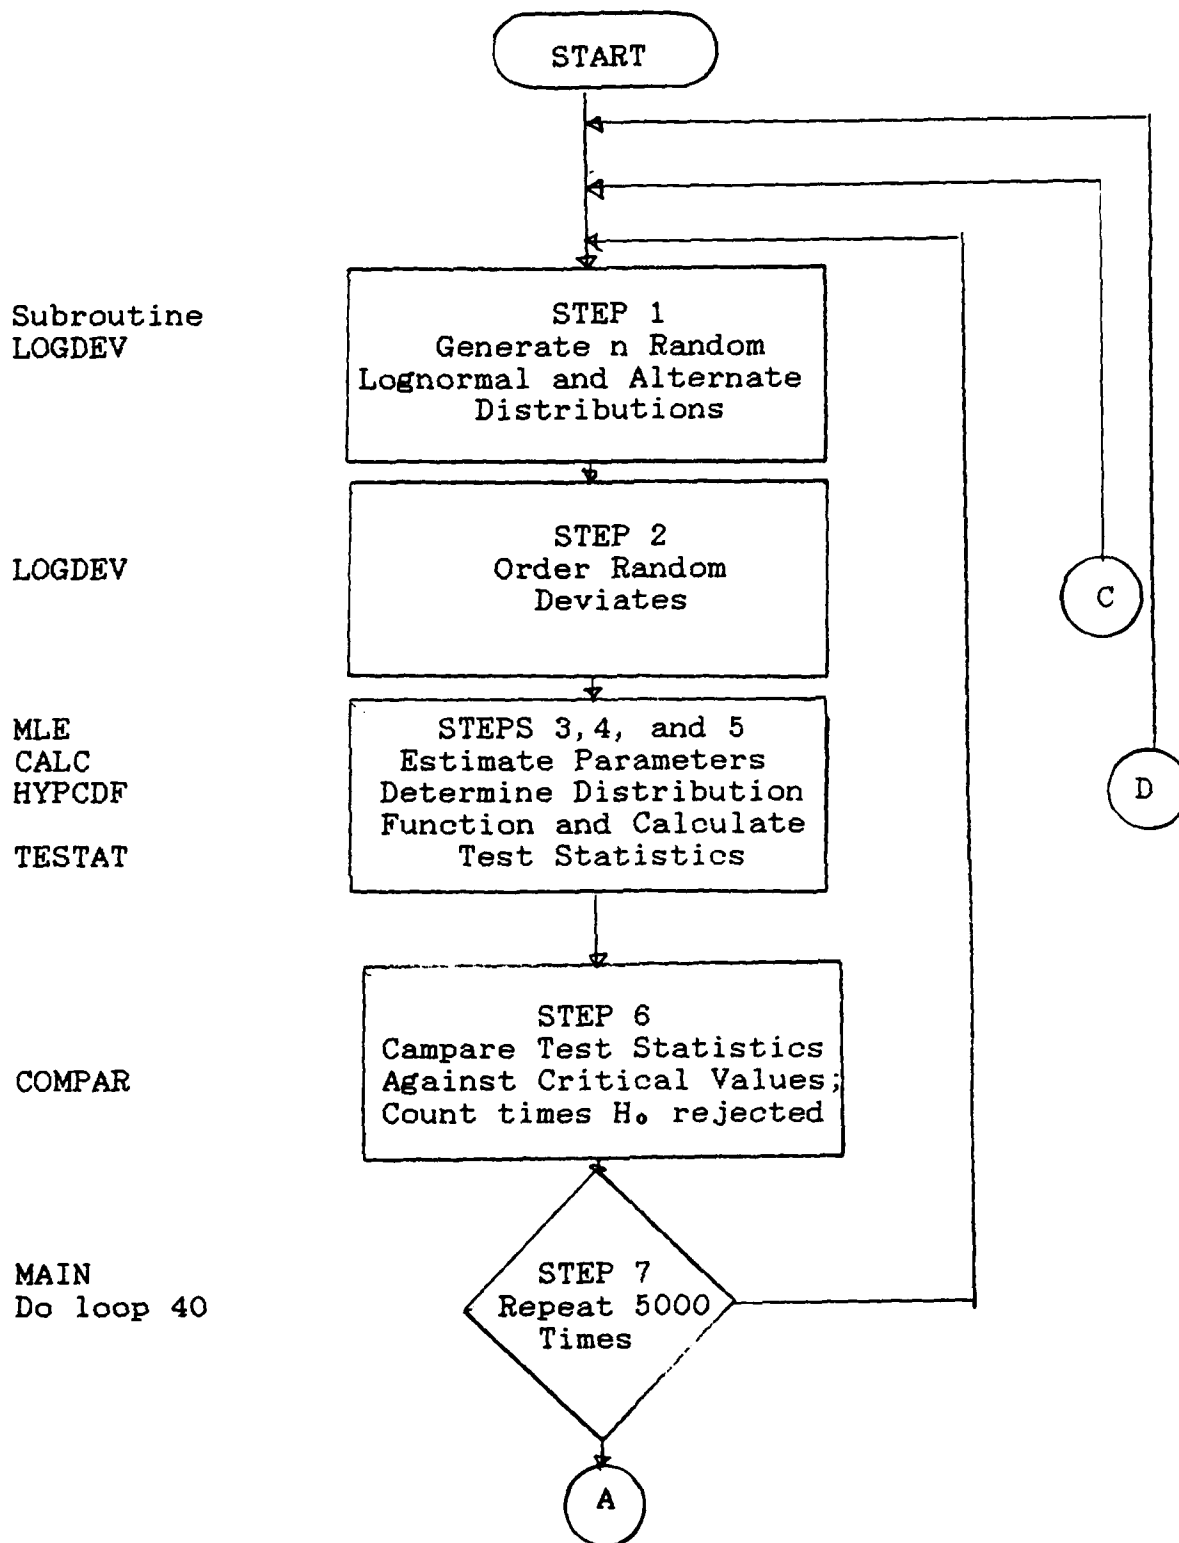 START
Subroutine
LOGDEV
STEP 1
Generate n Random
Lognormal and Alternate
Distributions
LOGDEV
STEP 2
Order Random
Deviates
C
MLE
CALC
HYPCDF
TESTAT
STEPS 3,4, and 5
Estimate Parameters
Determine Distribution
Function and Calculate
Test Statistics
D
COMPAR
STEP 6
Campare Test Statistics
Against Critical Values;
Count times H₀ rejected
MAIN
Do loop 40
STEP 7
Repeat 5000
Times
A